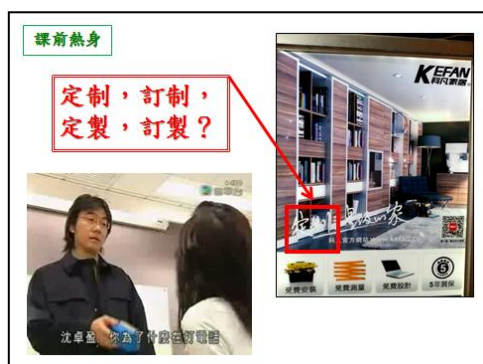 課前熱身
定制，訂制，
定製，訂製？
KEFAN
科凡家居
免費安裝
免費測量
免費設計
5
5年質保
沈卓盈，你為了什麼在打電話